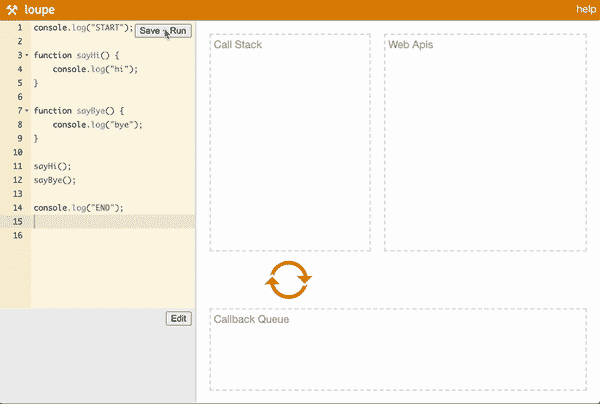 loupe
help
Save + Run
1 console.log("START");
2
3 function sayHi() {
4     console.log("hi");
5 }
6
7 function sayBye() {
8     console.log("bye");
9 }
10
11 sayHi();
12 sayBye();
13
14 console.log("END");
15
16
Edit
Call Stack
Web Apis
Callback Queue